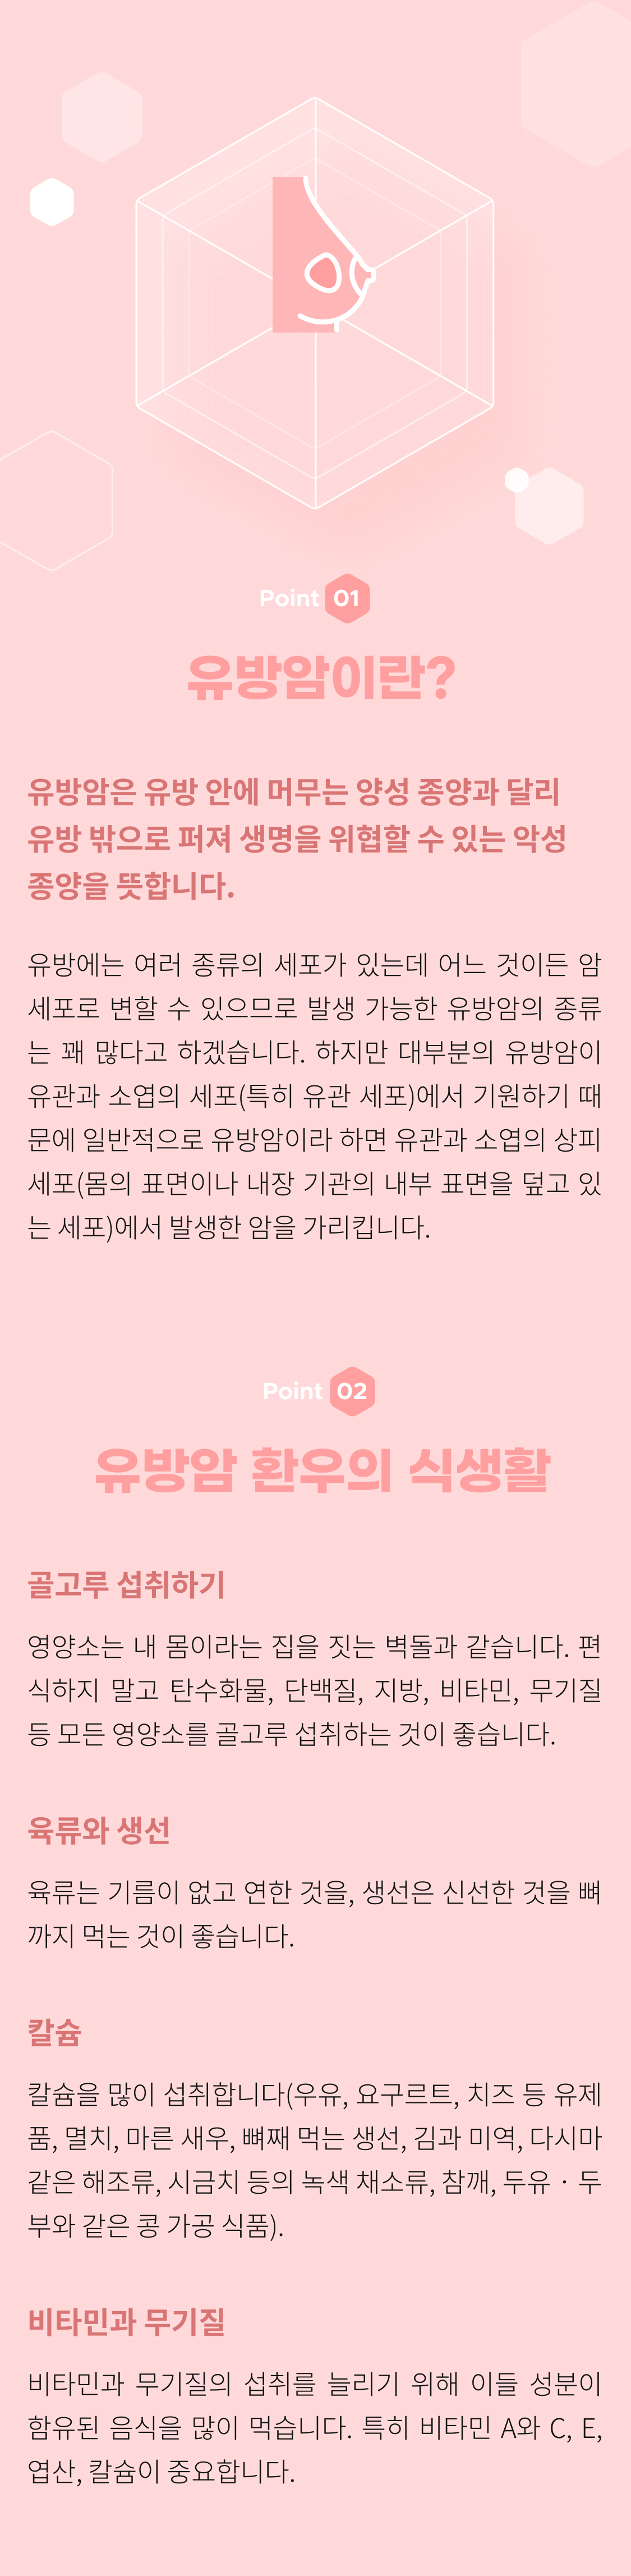 Point 01
유방암이란?
유방암은 유방 안에 머무는 양성 종양과 달리
유방 밖으로 퍼져 생명을 위협할 수 있는 악성
종양을 뜻합니다.
유방에는 여러 종류의 세포가 있는데 어느 것이든 암
세포로 변할 수 있으므로 발생 가능한 유방암의 종류
는 꽤 많다고 하겠습니다. 하지만 대부분의 유방암이
유관과 소엽의 세포(특히 유관 세포)에서 기원하기 때
문에 일반적으로 유방암이라 하면 유관과 소엽의 상피
세포(몸의 표면이나 내장 기관의 내부 표면을 덮고 있
는 세포)에서 발생한 암을 가리킵니다.
Point 02
유방암 환우의 식생활
골고루 섭취하기
영양소는 내 몸이라는 집을 짓는 벽돌과 같습니다. 편
식하지 말고 탄수화물, 단백질, 지방, 비타민, 무기질
등 모든 영양소를 골고루 섭취하는 것이 좋습니다.
육류와 생선
육류는 기름이 없고 연한 것을, 생선은 신선한 것을 뼈
까지 먹는 것이 좋습니다.
칼슘
칼슘을 많이 섭취합니다(우유, 요구르트, 치즈 등 유제
품, 멸치, 마른 새우, 뼈째 먹는 생선, 김과 미역, 다시마
같은 해조류, 시금치 등의 녹색 채소류, 참깨, 두유 · 두
부와 같은 콩 가공 식품).
비타민과 무기질
비타민과 무기질의 섭취를 늘리기 위해 이들 성분이
함유된 음식을 많이 먹습니다. 특히 비타민 A와 C, E,
엽산, 칼슘이 중요합니다.